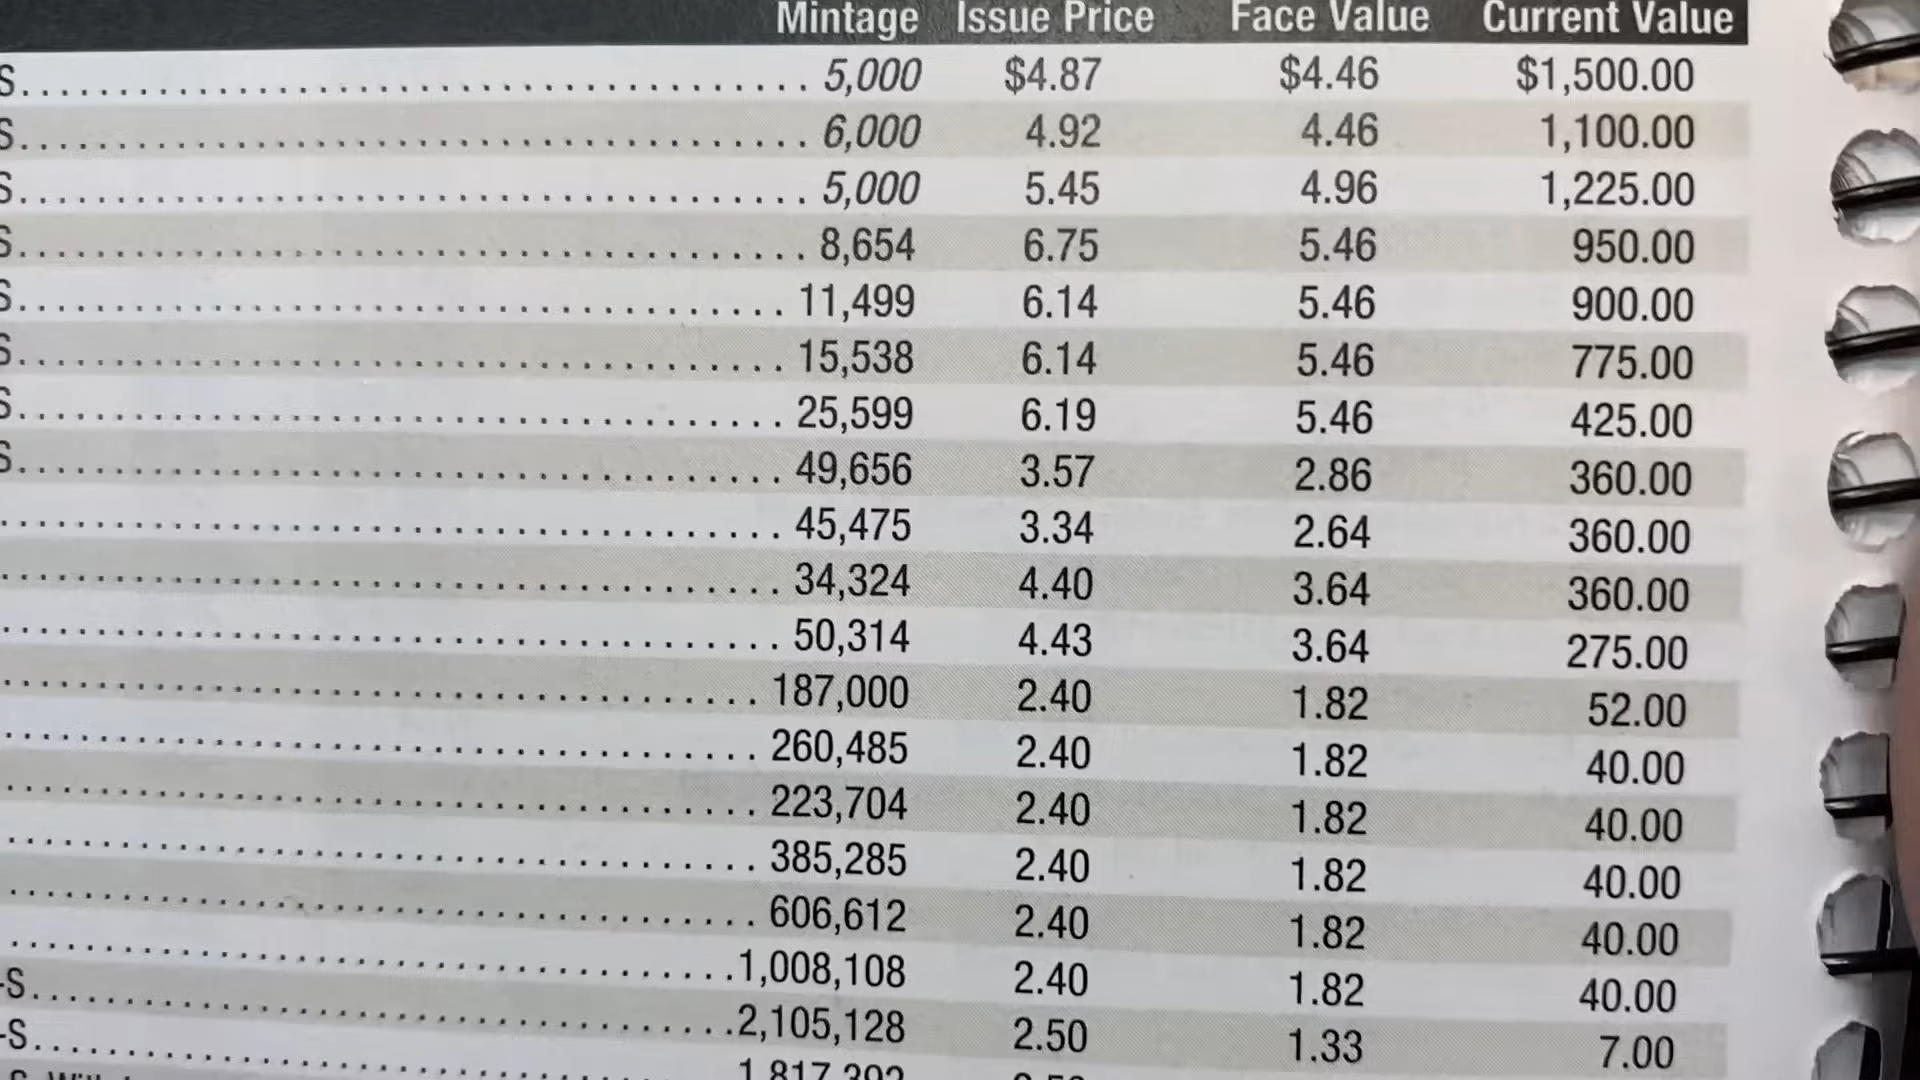 Mintage Issue Price Face Value Current Value
S. . . . . . . . . . . . . . . . . . . . . . . . . . . . . . . . . . . 5,000 $4.87 $4.46 $1,500.00
S. . . . . . . . . . . . . . . . . . . . . . . . . . . . . . . . . . . 6,000 4.92 4.46 1,100.00
S. . . . . . . . . . . . . . . . . . . . . . . . . . . . . . . . . . . 5,000 5.45 4.96 1,225.00
S. . . . . . . . . . . . . . . . . . . . . . . . . . . . . . . . . . . 8,654 6.75 5.46 950.00
S. . . . . . . . . . . . . . . . . . . . . . . . . . . . . . . . . . 11,499 6.14 5.46 900.00
S. . . . . . . . . . . . . . . . . . . . . . . . . . . . . . . . . . 15,538 6.14 5.46 775.00
S. . . . . . . . . . . . . . . . . . . . . . . . . . . . . . . . . . 25,599 6.19 5.46 425.00
S. . . . . . . . . . . . . . . . . . . . . . . . . . . . . . . . . . 49,656 3.57 2.86 360.00
. . . . . . . . . . . . . . . . . . . . . . . . . . . . . . . . . . 45,475 3.34 2.64 360.00
. . . . . . . . . . . . . . . . . . . . . . . . . . . . . . . . . . 34,324 4.40 3.64 360.00
. . . . . . . . . . . . . . . . . . . . . . . . . . . . . . . . . . 50,314 4.43 3.64 275.00
. . . . . . . . . . . . . . . . . . . . . . . . . . . . . . . . . 187,000 2.40 1.82 52.00
. . . . . . . . . . . . . . . . . . . . . . . . . . . . . . . . . 260,485 2.40 1.82 40.00
. . . . . . . . . . . . . . . . . . . . . . . . . . . . . . . . . 223,704 2.40 1.82 40.00
. . . . . . . . . . . . . . . . . . . . . . . . . . . . . . . . . 385,285 2.40 1.82 40.00
. . . . . . . . . . . . . . . . . . . . . . . . . . . . . . . . . 606,612 2.40 1.82 40.00
. . . . . . . . . . . . . . . . . . . . . . . . . . . . . . . . 1,008,108 2.40 1.82 40.00
-S. . . . . . . . . . . . . . . . . . . . . . . . . . . . . . . 2,105,128 2.50 1.33 7.00
-S. . . . . . . . . . . . . . . . . . . . . . . . . . . . . . .